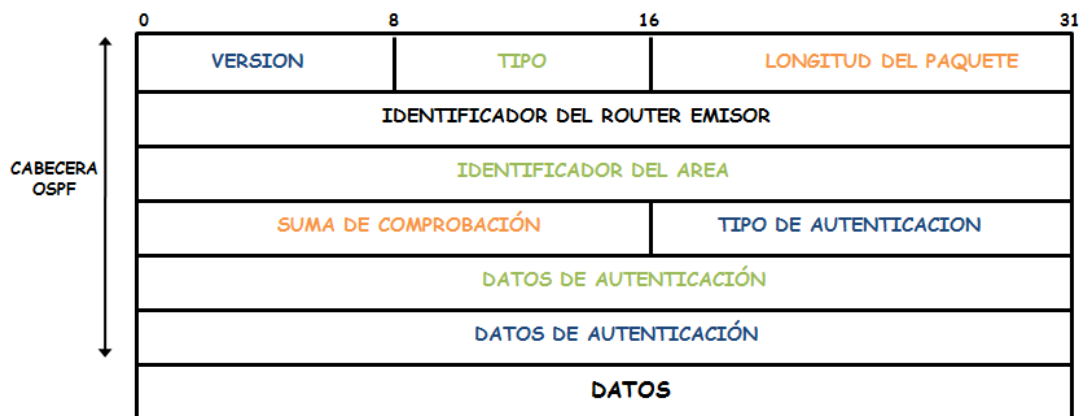 0 8 16 31
VERSION TIPO LONGITUD DEL PAQUETE
IDENTIFICADOR DEL ROUTER EMISOR
CABECERA
OSPF
IDENTIFICADOR DEL AREA
SUMA DE COMPROBACIÓN TIPO DE AUTENTICACION
DATOS DE AUTENTICACIÓN
DATOS DE AUTENTICACIÓN
DATOS